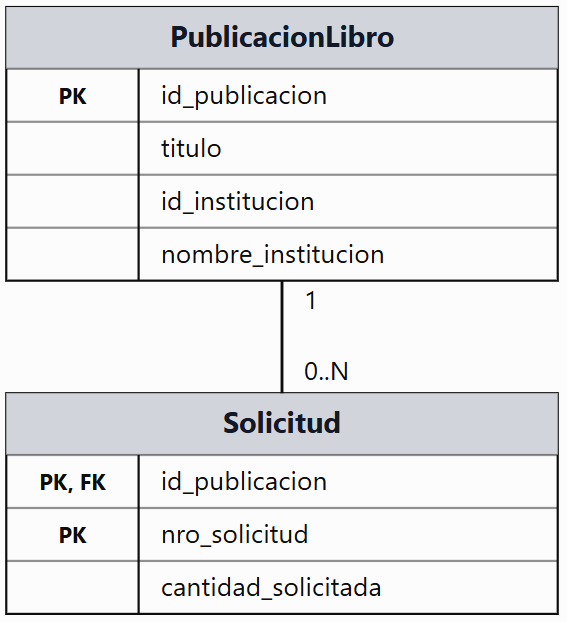 PublicacionLibro
PK id_publicacion
titulo
id_institucion
nombre_institucion
1
0..N
Solicitud
PK, FK id_publicacion
PK nro_solicitud
cantidad_solicitada